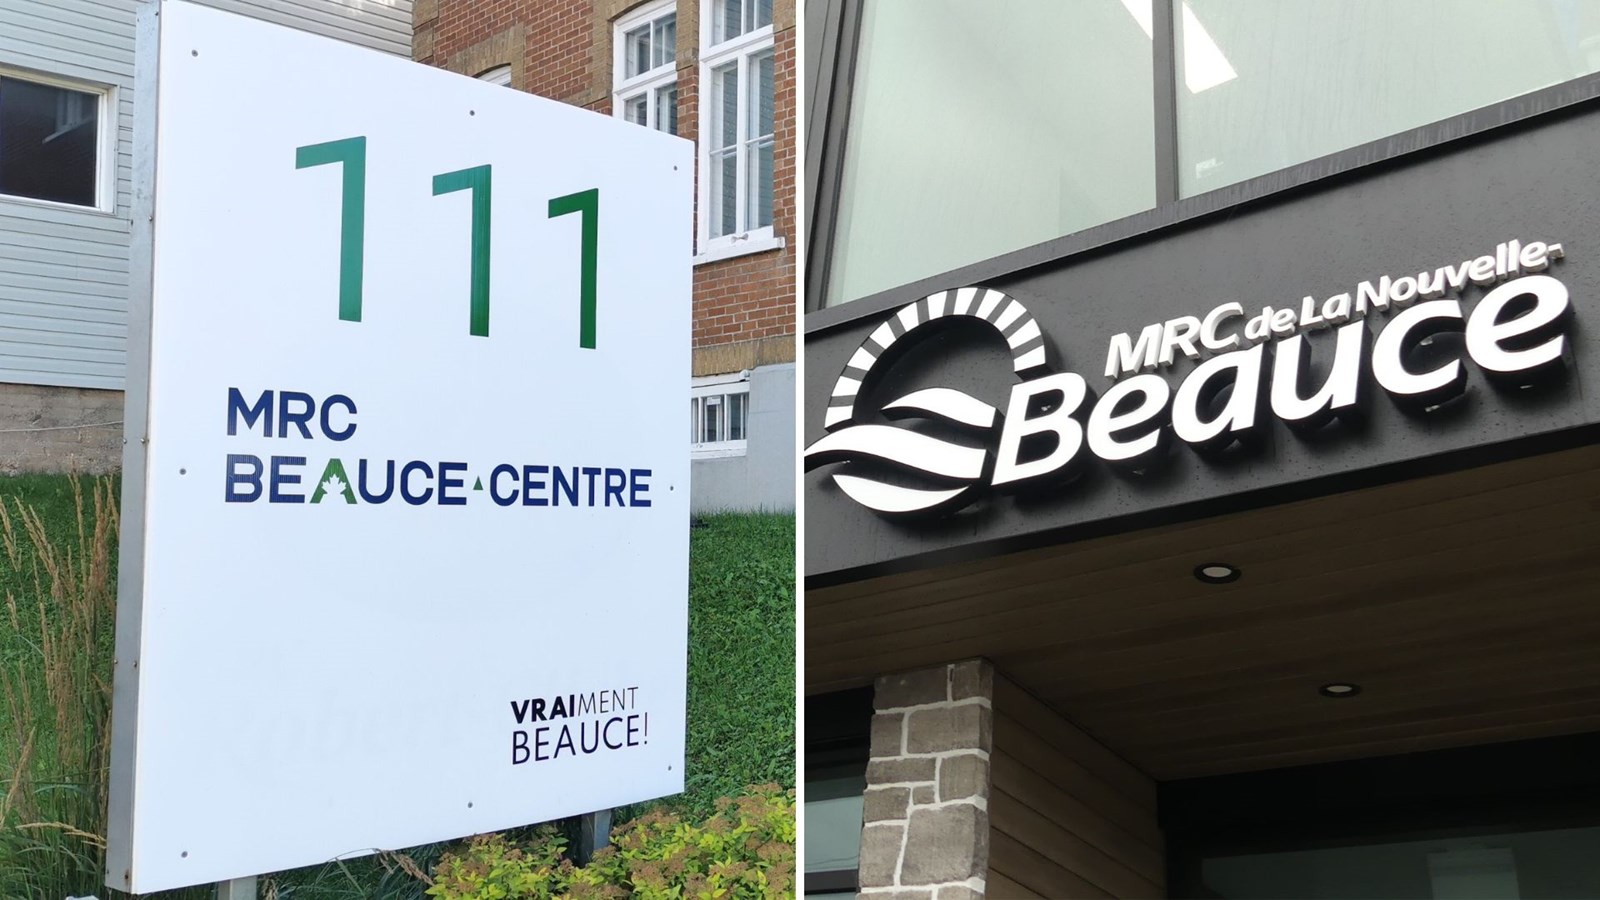 111
MRC
BEAUCE CENTRE
VRAIMENT
BEAUCE!
MRC de La Nouvelle-
Beauce